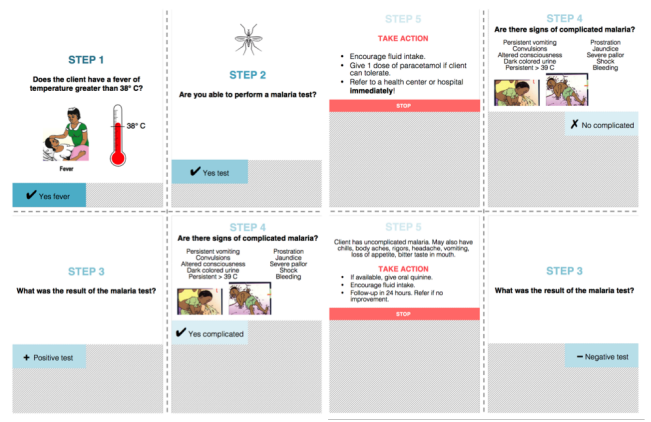 STEP 1
Does the client have a fever of
temperature greater than 38° C?
38° C
Fever
✔ Yes fever
STEP 2
Are you able to perform a malaria test?
✔ Yes test
STEP 5
TAKE ACTION
• Encourage fluid intake.
• Give 1 dose of paracetamol if client
can tolerate.
• Refer to a health center or hospital
immediately!
STOP
STEP 4
Are there signs of complicated malaria?
Persistent vomiting
Convulsions
Altered consciousness
Dark colored urine
Persistent > 39 C
Prostration
Jaundice
Severe pallor
Shock
Bleeding
✗ No complicated
STEP 3
What was the result of the malaria test?
+ Positive test
STEP 4
Are there signs of complicated malaria?
Persistent vomiting
Convulsions
Altered consciousness
Dark colored urine
Persistent > 39 C
Prostration
Jaundice
Severe pallor
Shock
Bleeding
✔ Yes complicated
STEP 5
Client has uncomplicated malaria. May also have
chills, body aches, rigors, headache, vomiting,
loss of appetite, bitter taste in mouth.
TAKE ACTION
• If available, give oral quinine.
• Encourage fluid intake.
• Follow-up in 24 hours. Refer if no
improvement.
STOP
STEP 3
What was the result of the malaria test?
− Negative test